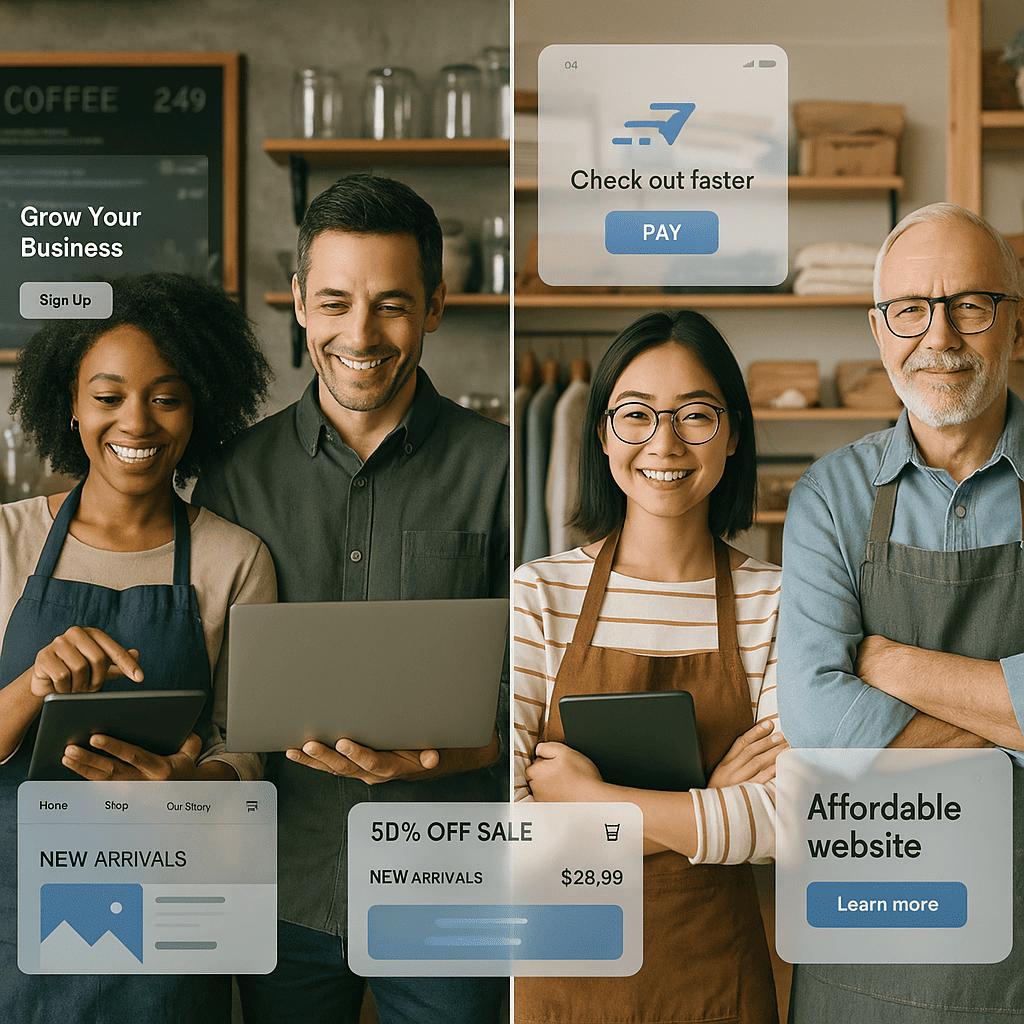 COFFEE 249
Grow Your
Business
Sign Up
04
Check out faster
PAY
Hone Shop Our Sltory
NEW ARRIVALS
5D% OFF SALE
NEW ARRIVALS $28,99
Affordable
website
Learn more